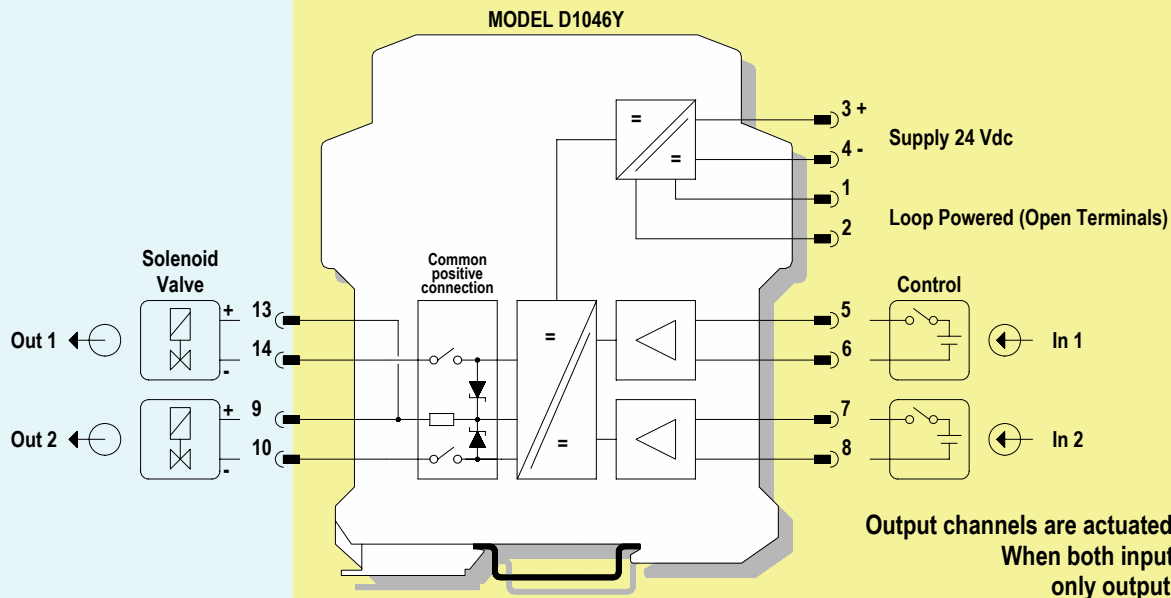 MODEL D1046Y
3 +
4 -
Supply 24 Vdc
1
2
Loop Powered (Open Terminals)
Solenoid
Valve
Common
positive
connection
Control
Out 1
+ 13
14
-
5
6
In 1
Out 2
+ 9
10
-
7
8
In 2
=
=
=
=
Output channels are actuated
When both input
only output